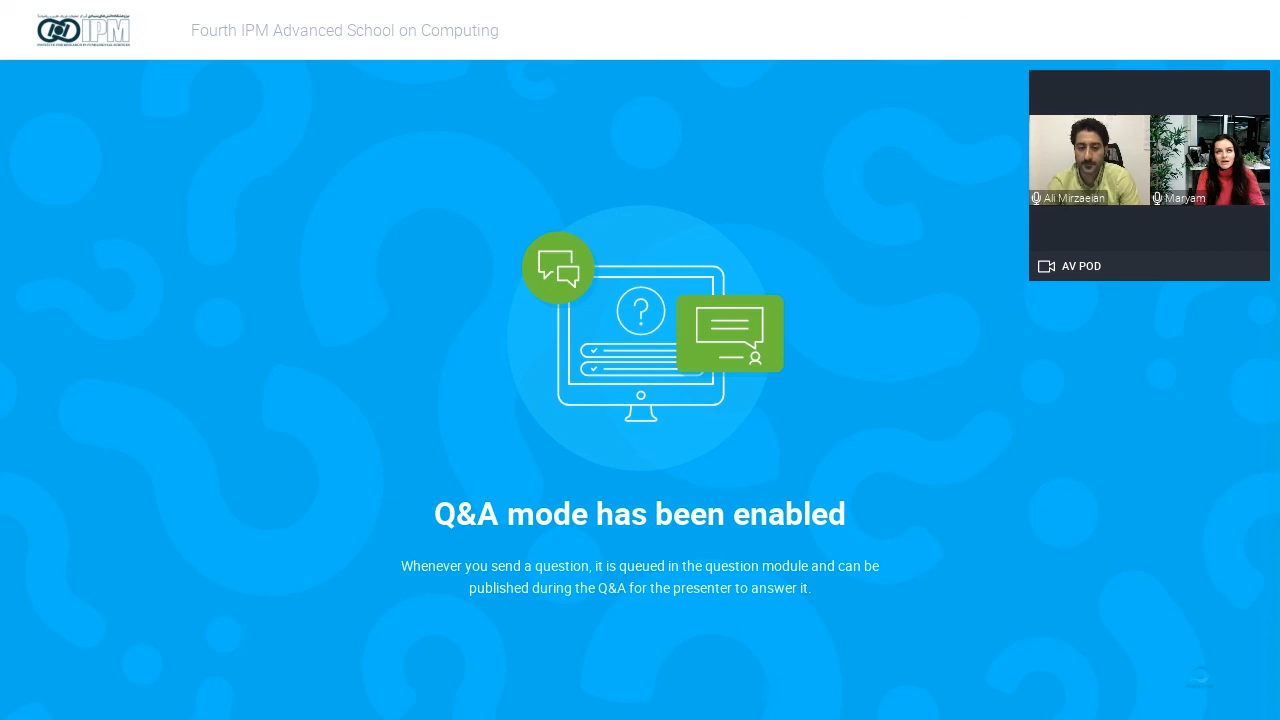 IPM
Fourth IPM Advanced School on Computing
Ali Mirzaeian
Maryam
AV POD
Q&A mode has been enabled
Whenever you send a question, it is queued in the question module and can be
published during the Q&A for the presenter to answer it.